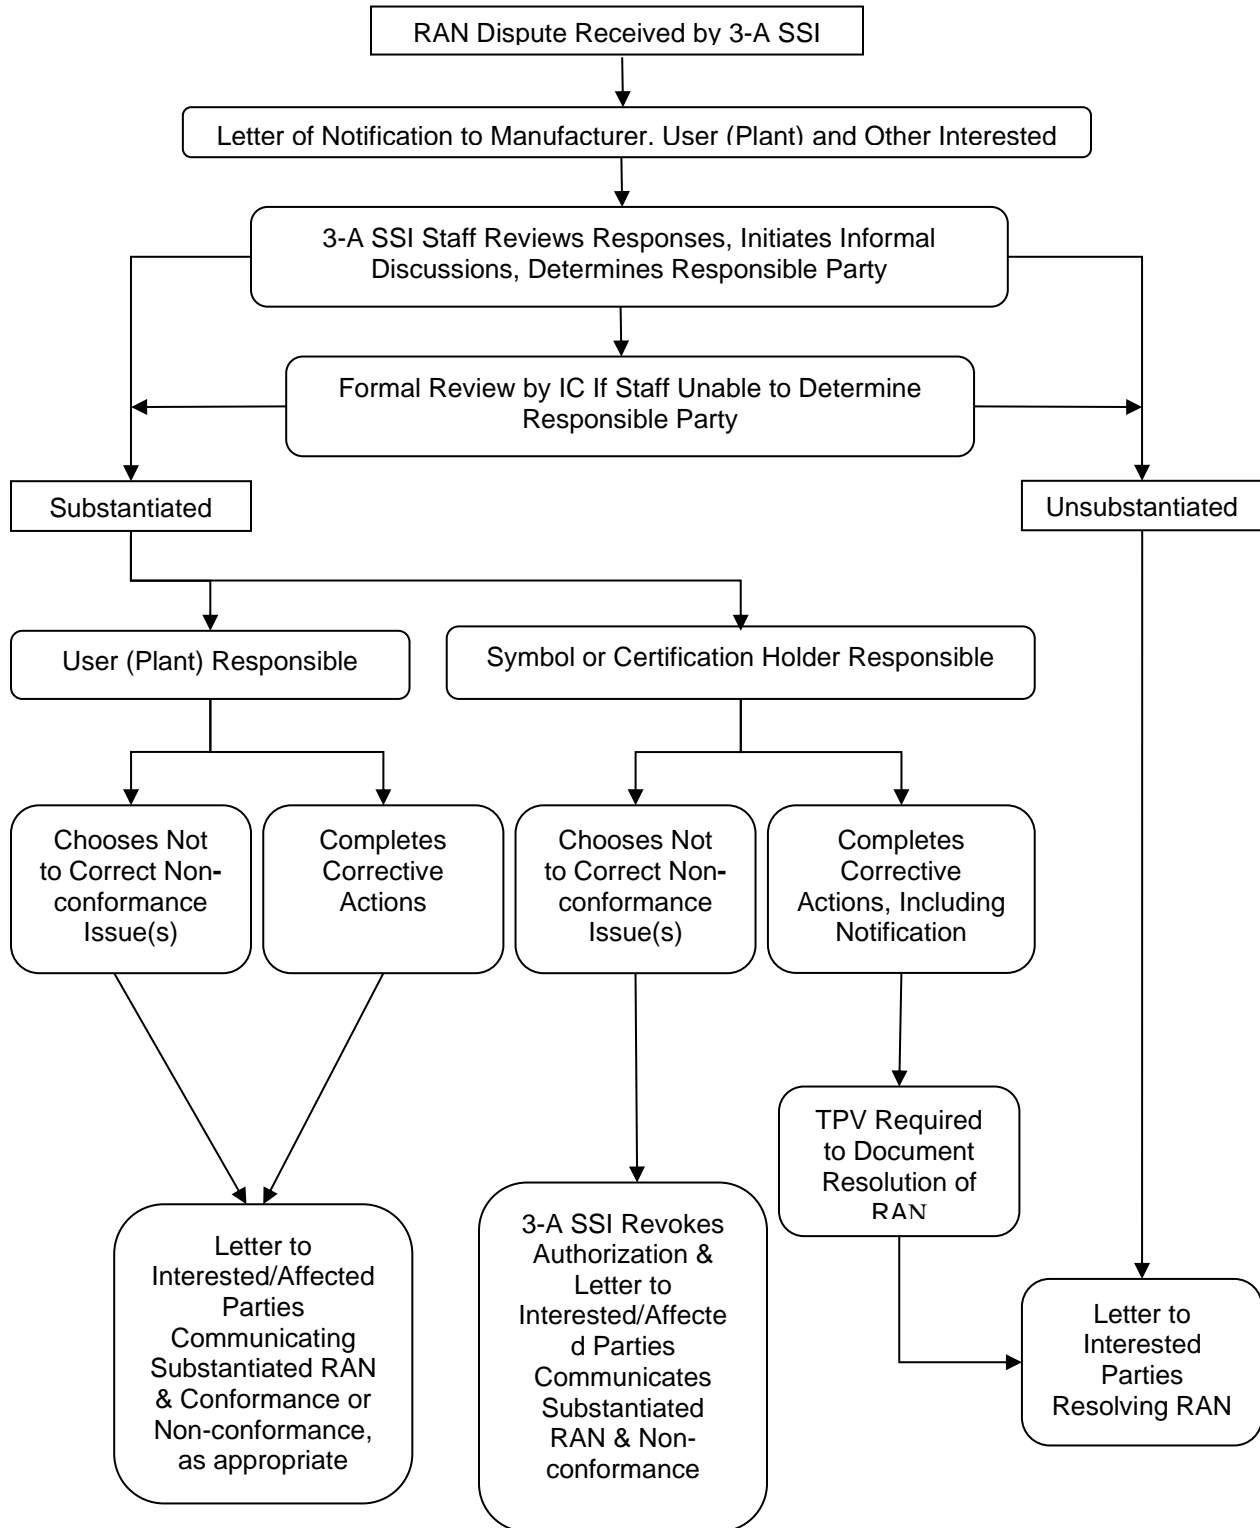 RAN Dispute Received by 3-A SSI
Letter of Notification to Manufacturer, User (Plant) and Other Interested
3-A SSI Staff Reviews Responses, Initiates Informal
Discussions, Determines Responsible Party
Formal Review by IC If Staff Unable to Determine
Responsible Party
Substantiated
Unsubstantiated
User (Plant) Responsible
Symbol or Certification Holder Responsible
Chooses Not
to Correct Non-
conformance
Issue(s)
Completes
Corrective
Actions
Chooses Not
to Correct Non-
conformance
Issue(s)
Completes
Corrective
Actions, Including
Notification
TPV Required
to Document
Resolution of
RAN
Letter to
Interested/Affected
Parties
Communicating
Substantiated RAN
& Conformance or
Non-conformance,
as appropriate
3-A SSI Revokes
Authorization &
Letter to
Interested/Affecte
d Parties
Communicates
Substantiated
RAN & Non-
conformance
Letter to
Interested
Parties
Resolving RAN